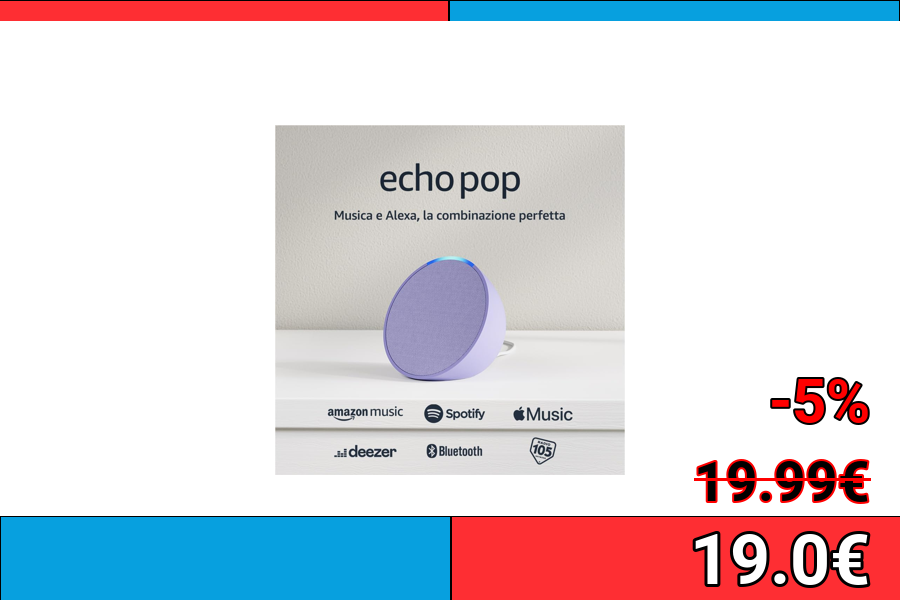 echo pop
Musica e Alexa, la combinazione perfetta
amazon music Spotify Music
deezer Bluetooth RADIO 105
-5%
19.99€
19.0€